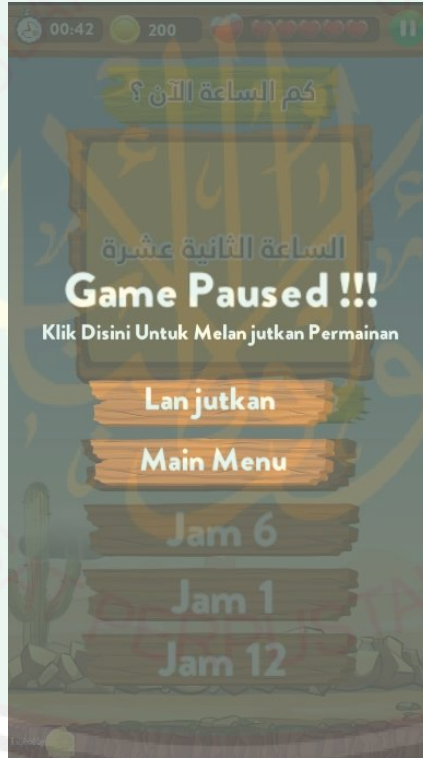 00:42 200
كم الساعة الآن ؟
الساعة الثانية عشرة
Game Paused !!!
Klik Disini Untuk Melanjutkan Permainan
Lanjutkan
Main Menu
Jam 6
Jam 1
Jam 12